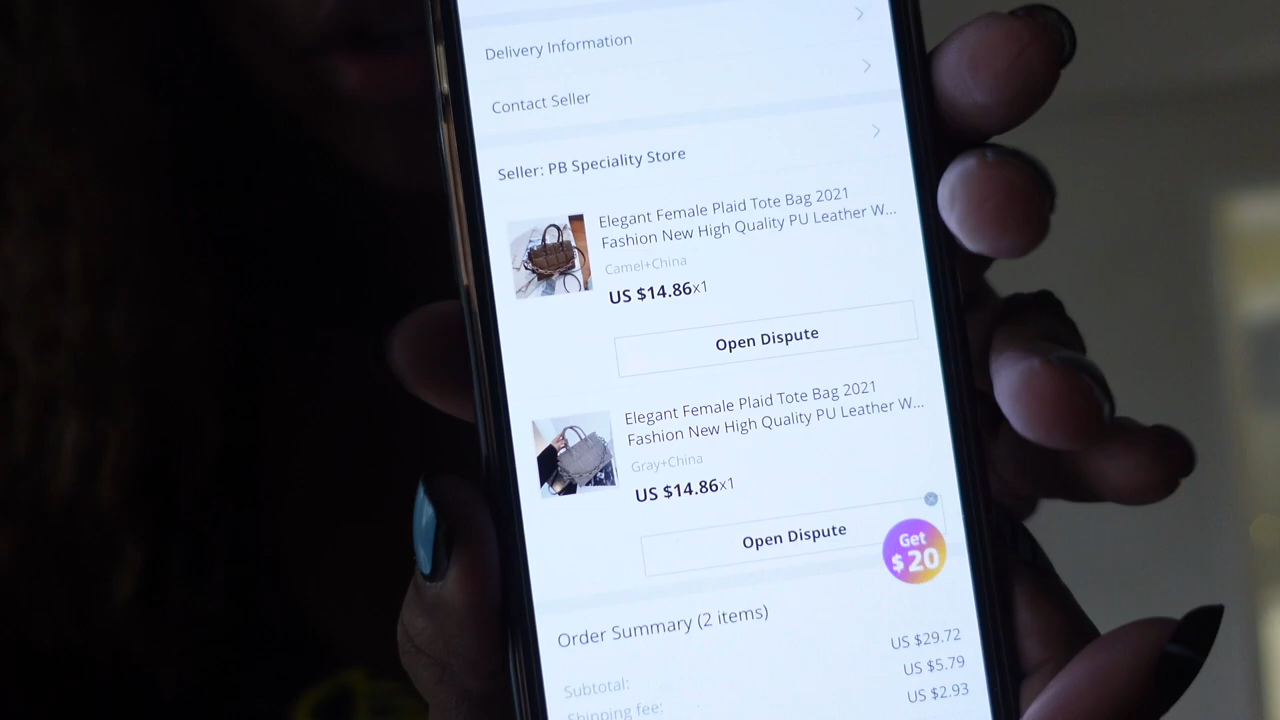 Delivery Information
Contact Seller
Seller: PB Speciality Store
Elegant Female Plaid Tote Bag 2021
Fashion New High Quality PU Leather W...
Camel+China
US $14.86x1
Open Dispute
Elegant Female Plaid Tote Bag 2021
Fashion New High Quality PU Leather W...
Gray+China
US $14.86x1
Open Dispute
Get
$20
Order Summary (2 items)
Subtotal: US $29.72
Shipping fee: US $5.79
US $2.93